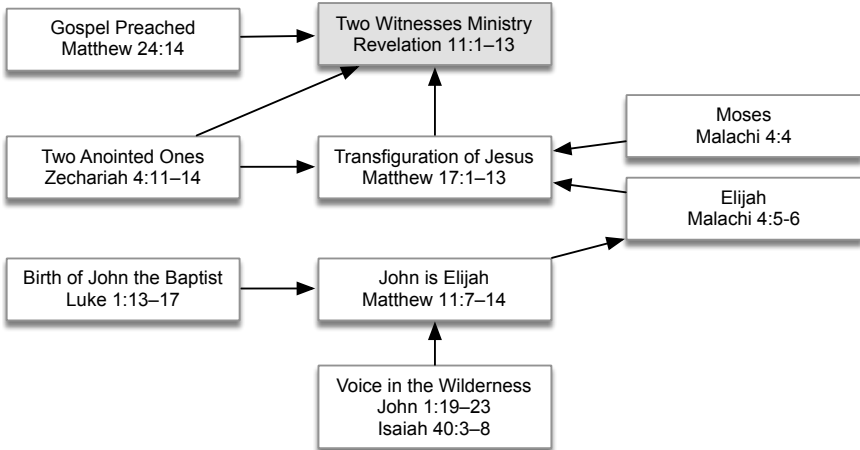 Gospel Preached
Matthew 24:14
Two Witnesses Ministry
Revelation 11:1–13
Two Anointed Ones
Zechariah 4:11–14
Transfiguration of Jesus
Matthew 17:1–13
Moses
Malachi 4:4
Elijah
Malachi 4:5-6
Birth of John the Baptist
Luke 1:13–17
John is Elijah
Matthew 11:7–14
Voice in the Wilderness
John 1:19–23
Isaiah 40:3–8